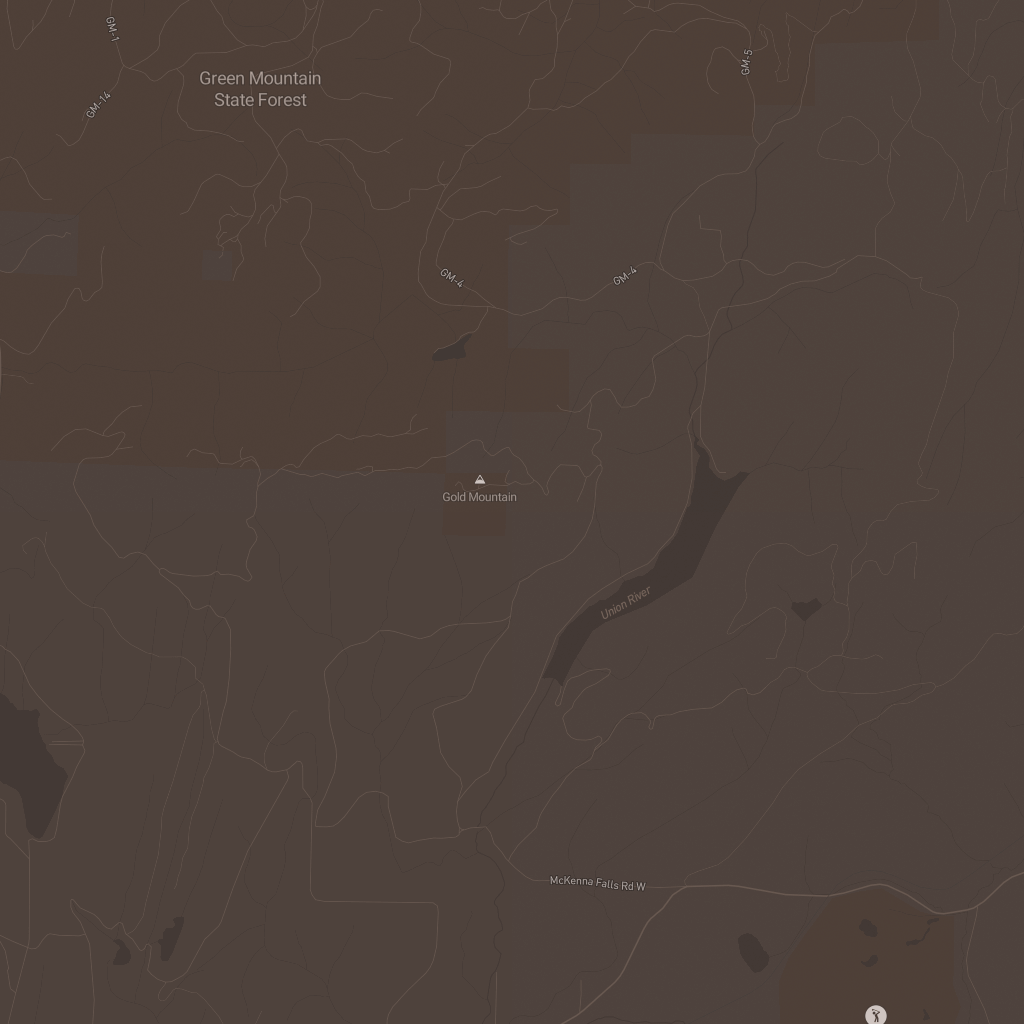 GM-1
GM-5
Green Mountain
State Forest
GM-14
GM-4
GM-4
Gold Mountain
Union River
McKenna Falls Rd W